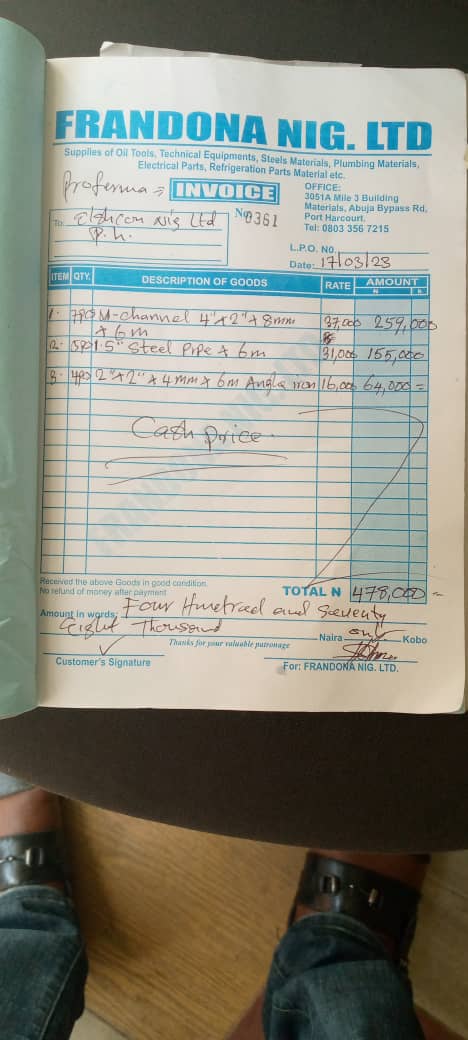 FRANDONA NIG. LTD
Supplies of Oil Tools, Technical Equipments, Steels Materials, Plumbing Materials,
Electrical Parts, Refrigeration Parts Material etc.
Proferma INVOICE
OFFICE:
3051A Mile 3 Building
Materials, Abuja Bypass Rd,
Port Harcourt.
Tel: 0803 356 7215
To: Nig Ltd
P.h.
No 0361
L.P.O. NO.
Date: 17/03/23
ITEM QTY. DESCRIPTION OF GOODS RATE AMOUNT
N K
1. 7pcs M-channel 4"x2"x8mm 37,000 259,000
x 6m
2. 5pcs 1.5" Steel Pipe x 6m 31,000 155,000
3. 4pcs 2"x2"x4mm x 6m Angle iron 16,000 64,000 =
Cash price.
FRANDONA NIG. LTD
Received the above Goods in good condition.
No refund of money after payment
TOTAL N 478,000 =
Amount in words: Four Hundred and Seventy
Eight Thousand Naira only Kobo
Thanks for your valuable patronage
Customer's Signature
For: FRANDONA NIG. LTD.